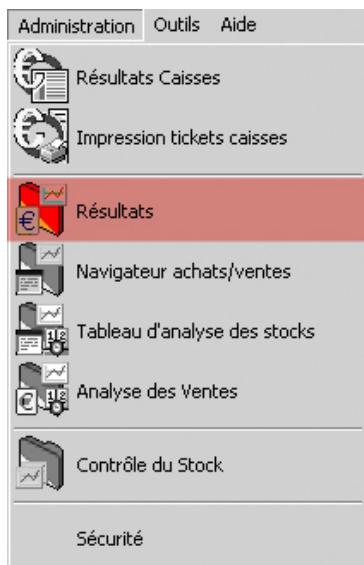 Administration Outils Aide
Résultats Caisses
Impression tickets caisses
Résultats
Navigateur achats/ventes
Tableau d'analyse des stocks
Analyse des Ventes
Contrôle du Stock
Sécurité